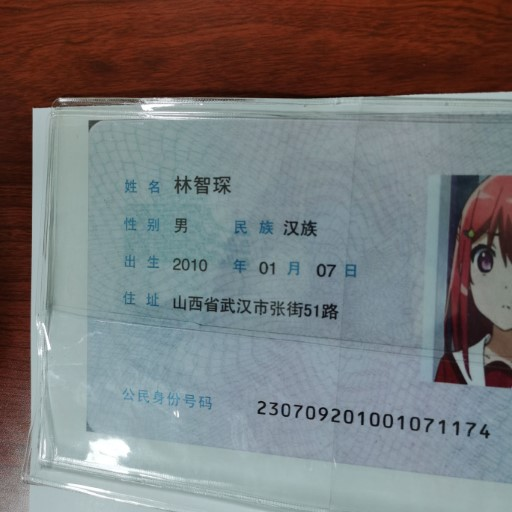 姓名 林智琛
性别 男 民族 汉族
出生 2010 年 01 月 07 日
住址 山西省武汉市张街51路
公民身份号码 230709201001071174